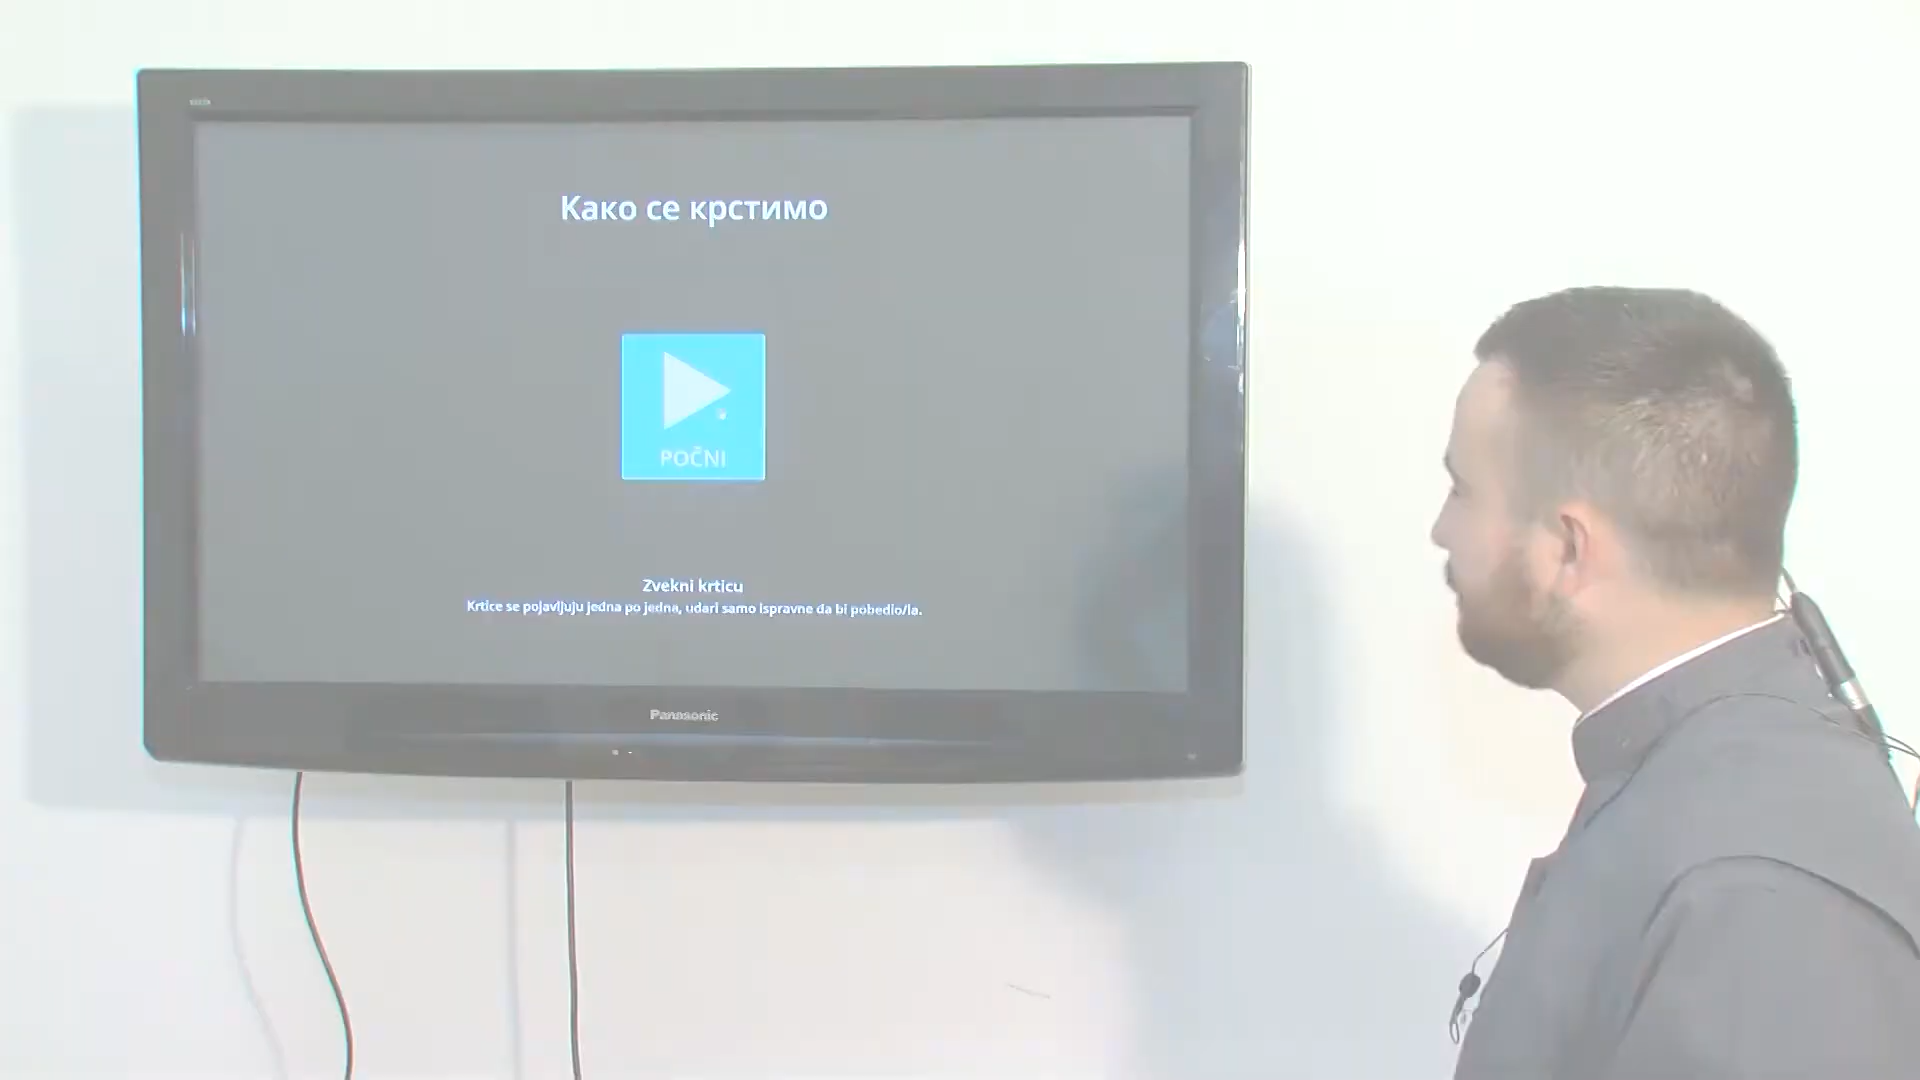 Како се крстимо
POČNI
Zvekni krticu
Krtice se pojavljuju jedna po jedna, udari samo ispravne da bi pobedio/la.
Panasonic